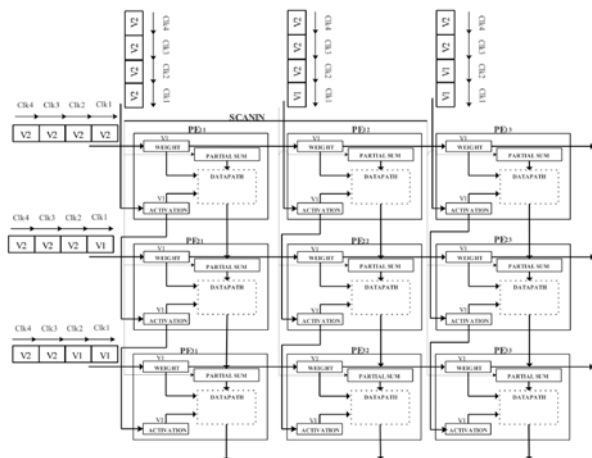 V2 Clk4 V2 Clk4 V2 Clk4
V2 Clk3 V2 Clk3 V2 Clk3
V2 Clk2 V2 Clk2 V1 Clk2
V2 Clk1 V1 Clk1 V1 Clk1
Clk4 Clk3 Clk2 Clk1
V2 V2 V2 V2
SCANIN
PE11 PE12 PE13
V1 V1 V1
WEIGHT WEIGHT WEIGHT
PARTIAL SUM PARTIAL SUM PARTIAL SUM
DATAPATH DATAPATH DATAPATH
V1 V1 V1
ACTIVATION ACTIVATION ACTIVATION
Clk4 Clk3 Clk2 Clk1
V2 V2 V2 V1
PE21 PE22 PE23
V1 V1 V1
WEIGHT WEIGHT WEIGHT
PARTIAL SUM PARTIAL SUM PARTIAL SUM
DATAPATH DATAPATH DATAPATH
V1 V1 V1
ACTIVATION ACTIVATION ACTIVATION
Clk4 Clk3 Clk2 Clk1
V2 V2 V1 V1
PE31 PE32 PE33
V1 V1 V1
WEIGHT WEIGHT WEIGHT
PARTIAL SUM PARTIAL SUM PARTIAL SUM
DATAPATH DATAPATH DATAPATH
V1 V1 V1
ACTIVATION ACTIVATION ACTIVATION